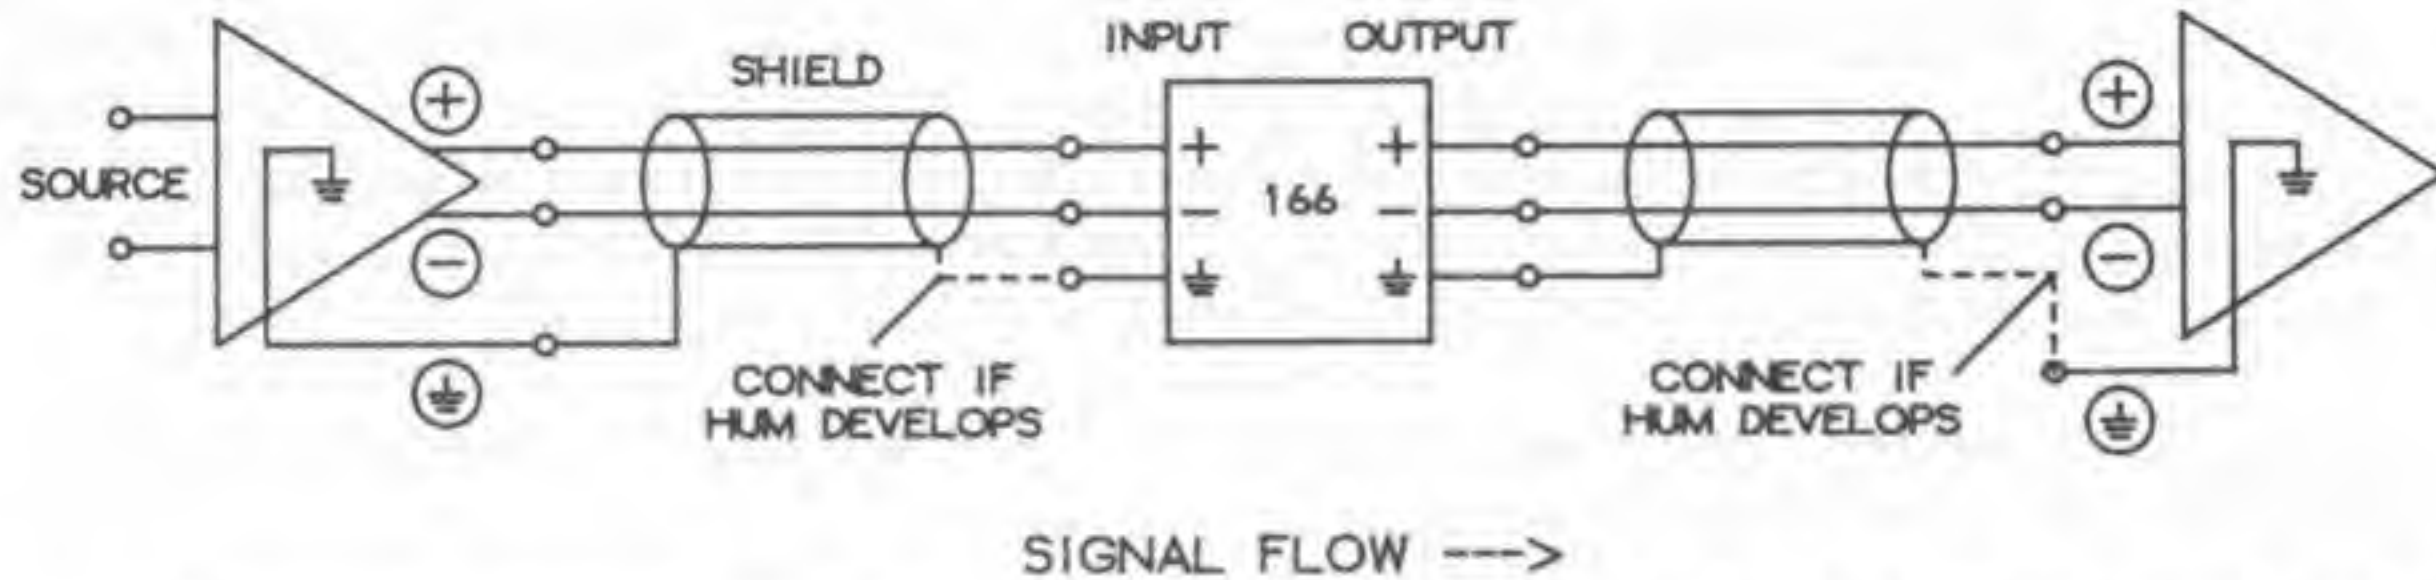 INPUT OUTPUT
SHIELD
SOURCE
+ +
166
- -
CONNECT IF
HUM DEVELOPS
CONNECT IF
HUM DEVELOPS
SIGNAL FLOW --->